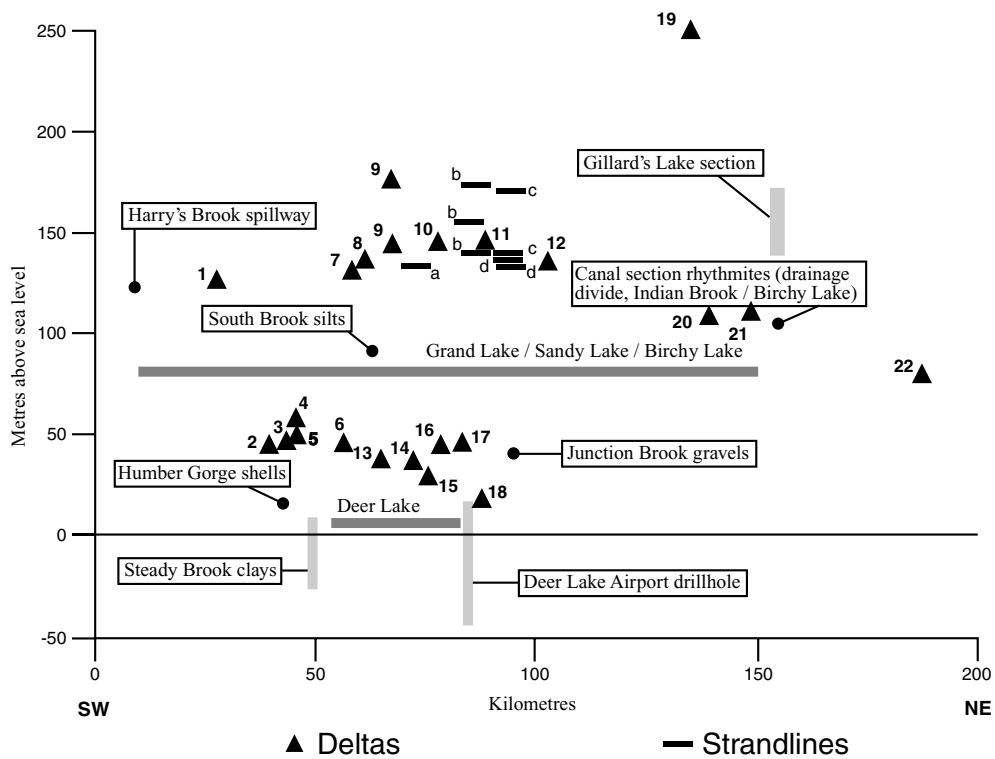 250
19
200
9
b
c
Gillard's Lake section
Harry's Brook spillway
b
150
10
11
9
12
8
b
c
7
a
d
d
1
Canal section rhythmites (drainage
divide, Indian Brook / Birchy Lake)
South Brook silts
20
21
100
Grand Lake / Sandy Lake / Birchy Lake
22
Metres above sea level
4
50
2
3
5
6
13
14
16
17
Junction Brook gravels
Humber Gorge shells
15
18
Deer Lake
0
Steady Brook clays
Deer Lake Airport drillhole
-50
0
50
100
150
200
SW
Kilometres
NE
Deltas
Strandlines